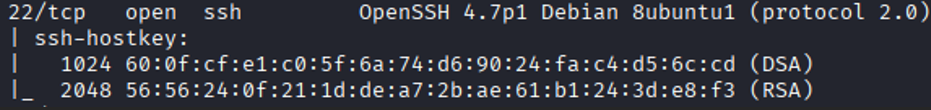 22/tcp   open  ssh         OpenSSH 4.7p1 Debian 8ubuntu1 (protocol 2.0)
| ssh-hostkey:
|   1024 60:0f:cf:e1:c0:5f:6a:74:d6:90:24:fa:c4:d5:6c:cd (DSA)
|_  2048 56:56:24:0f:21:1d:de:a7:2b:ae:61:b1:24:3d:e8:f3 (RSA)